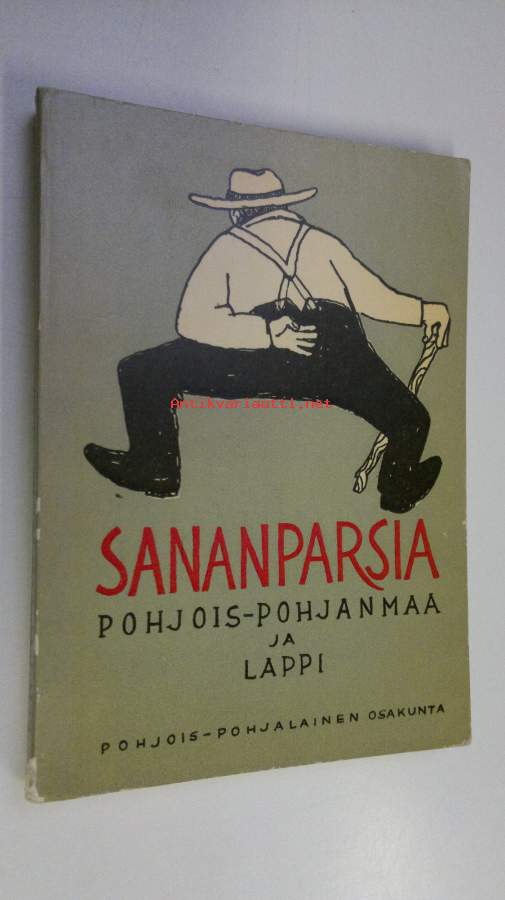 Antikvariaatti.net
SANANPARSIA
POHJOIS-POHJANMAA
JA
LAPPI
POHJOIS-POHJALAINEN OSAKUNTA